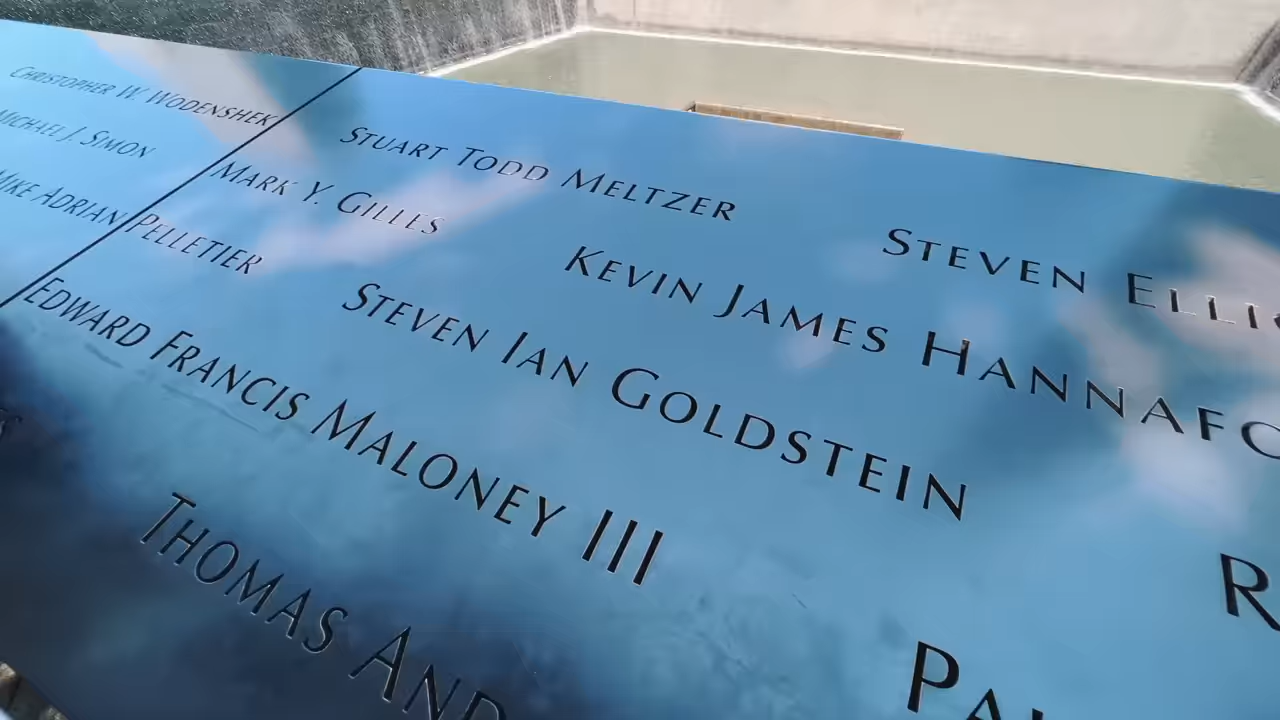 CHRISTOPHER W. WODENSHEK
MICHAEL J. SIMON
MIKE ADRIAN PELLETIER
STUART TODD MELTZER
MARK Y. GILLES
STEVEN
KEVIN JAMES
STEVEN IAN GOLDSTEIN
EDWARD FRANCIS MALONEY III
THOMAS